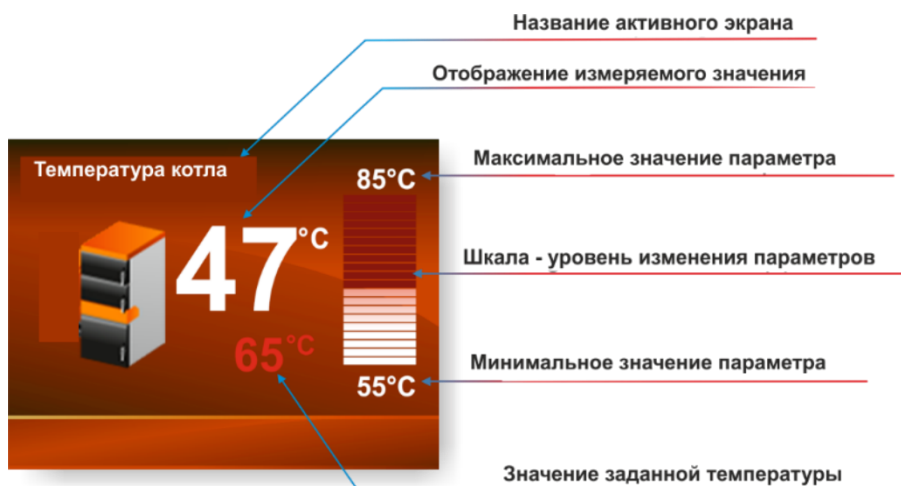 Название активного экрана
Отображение измеряемого значения
Температура котла
Максимальное значение параметра
85°C
47°C
Шкала - уровень изменения параметров
65°C
Минимальное значение параметра
55°C
Значение заданной температуры